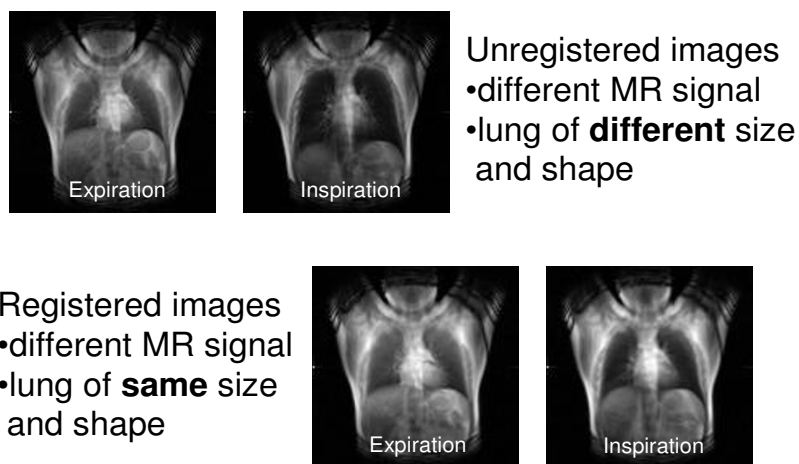 Unregistered images
•different MR signal
•lung of different size
and shape
Expiration
Inspiration
Registered images
•different MR signal
•lung of same size
and shape
Expiration
Inspiration